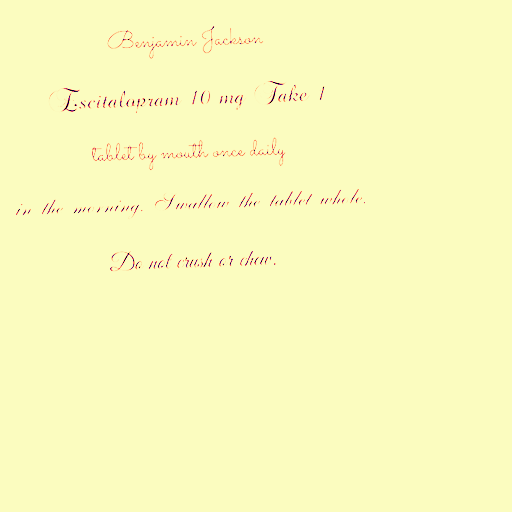 Benjamin Jackson
Escitalopram 10 mg Take 1
tablet by mouth once daily
in the morning. Swallow the tablet whole.
Do not crush or chew.